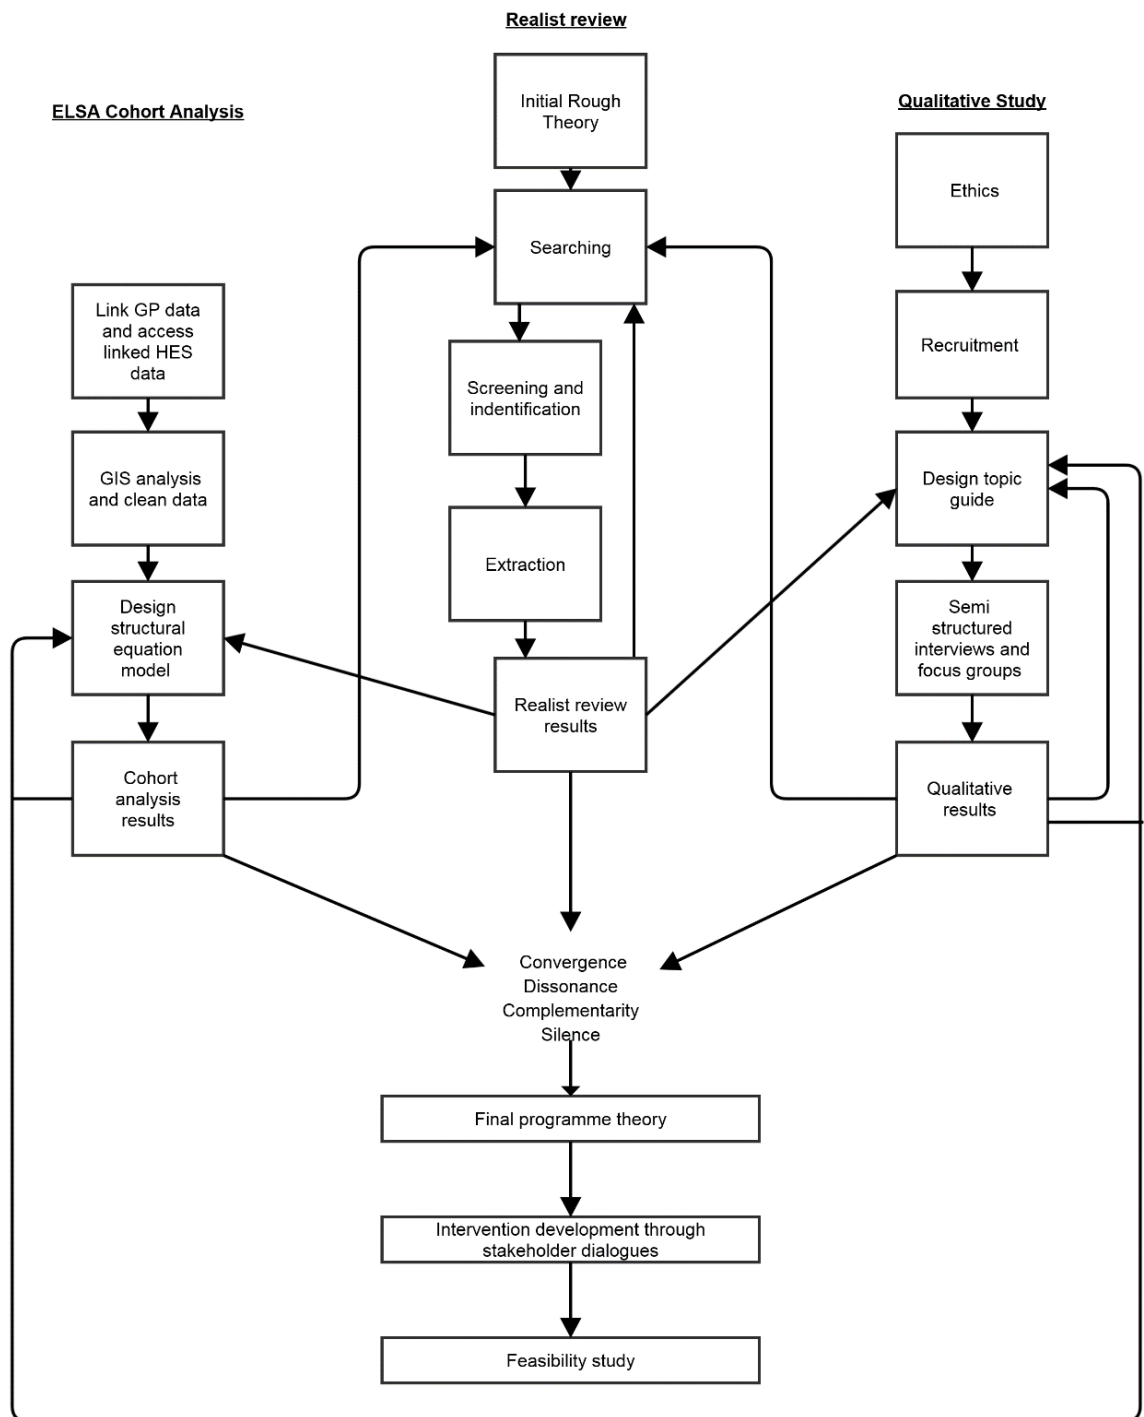 Realist review
ELSA Cohort Analysis
Qualitative Study
Initial Rough
Theory
Searching
Ethics
Link GP data
and access
linked HES
data
Screening and
indentification
Recruitment
GIS analysis
and clean data
Extraction
Design topic
guide
Design
structural
equation
model
Realist review
results
Semi
structured
interviews and
focus groups
Cohort
analysis
results
Qualitative
results
Convergence
Dissonance
Complementarity
Silence
Final programme theory
Intervention development through
stakeholder dialogues
Feasibility study